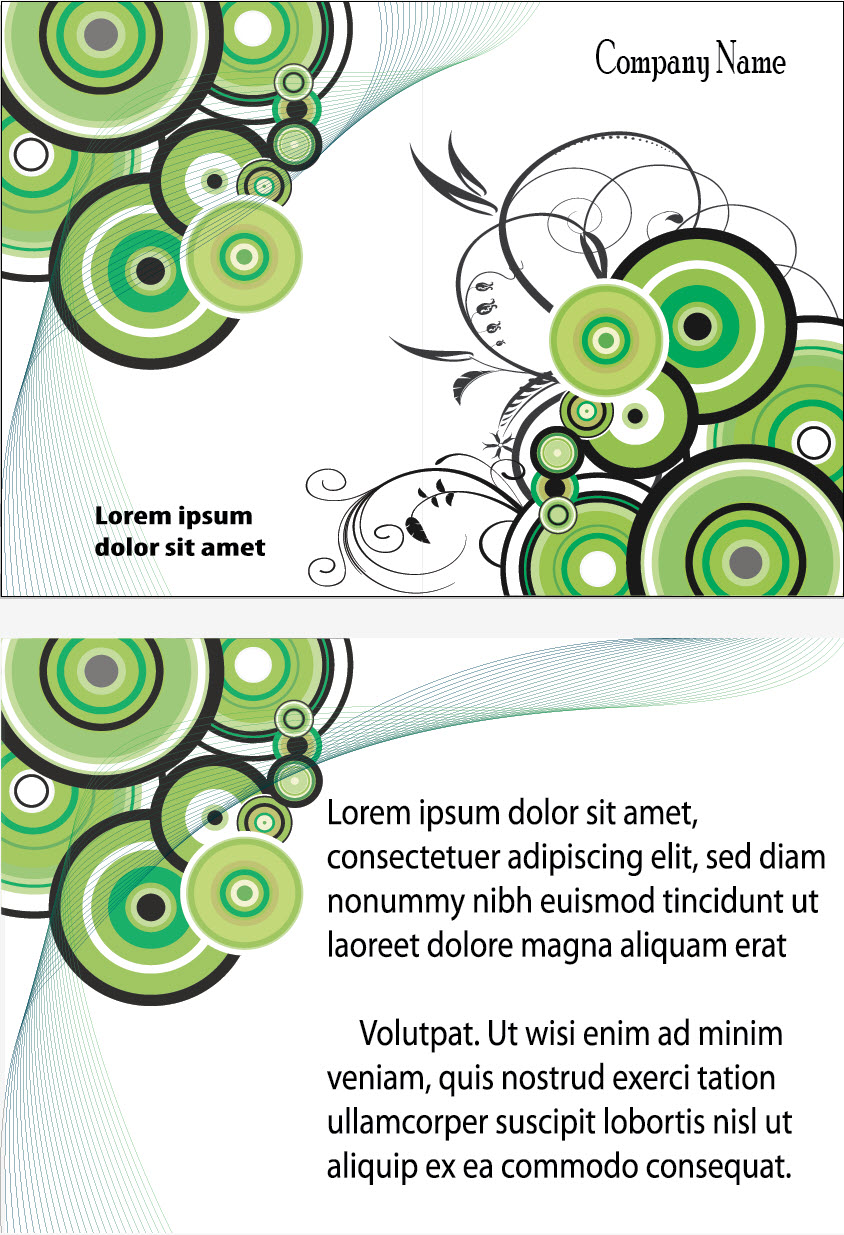 Company Name
Lorem ipsum
dolor sit amet
Lorem ipsum dolor sit amet,
consectetuer adipiscing elit, sed diam
nonummy nibh euismod tincidunt ut
laoreet dolore magna aliquam erat
Volutpat. Ut wisi enim ad minim
veniam, quis nostrud exerci tation
ullamcorper suscipit lobortis nisl ut
aliquip ex ea commodo consequat.